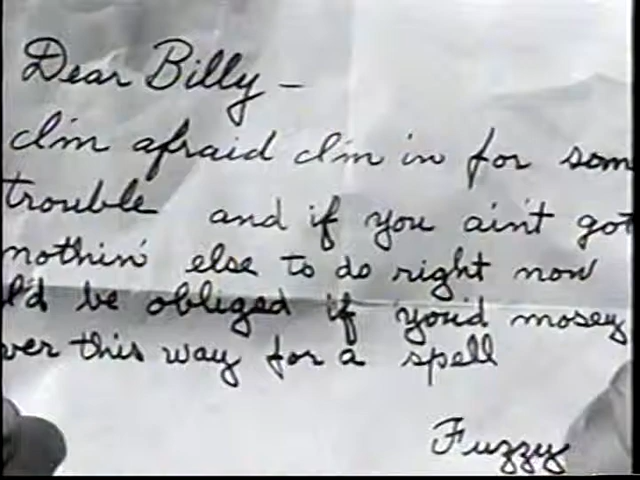 Dear Billy –
I'm afraid I'm in for som
trouble and if you ain't got
nothin' else to do right now
I'd be obliged if you'd mosey
ver this way for a spell
Fuzzy